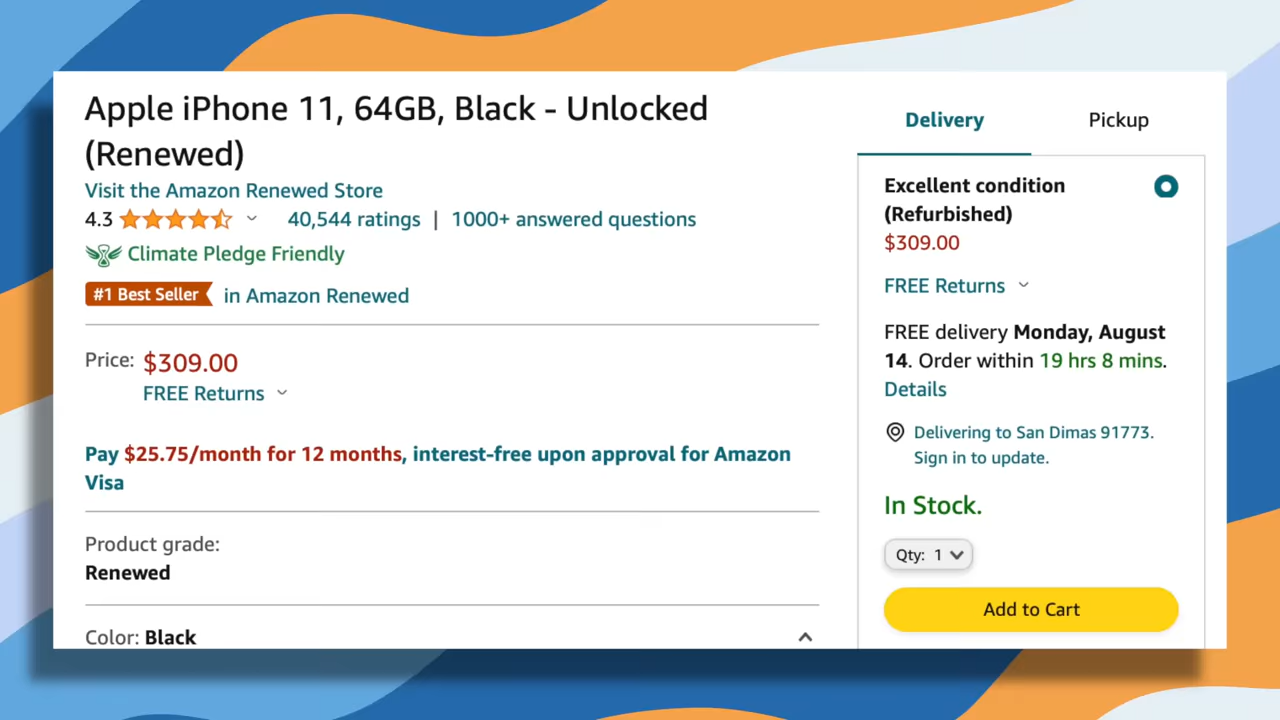 Apple iPhone 11, 64GB, Black - Unlocked
(Renewed)
Visit the Amazon Renewed Store
4.3
40,544 ratings | 1000+ answered questions
Climate Pledge Friendly
#1 Best Seller in Amazon Renewed
Price: $309.00
FREE Returns
Pay $25.75/month for 12 months, interest-free upon approval for Amazon
Visa
Product grade:
Renewed
Color: Black
Delivery
Pickup
Excellent condition
(Refurbished)
$309.00
FREE Returns
FREE delivery Monday, August
14. Order within 19 hrs 8 mins.
Details
Delivering to San Dimas 91773.
Sign in to update.
In Stock.
Qty: 1
Add to Cart